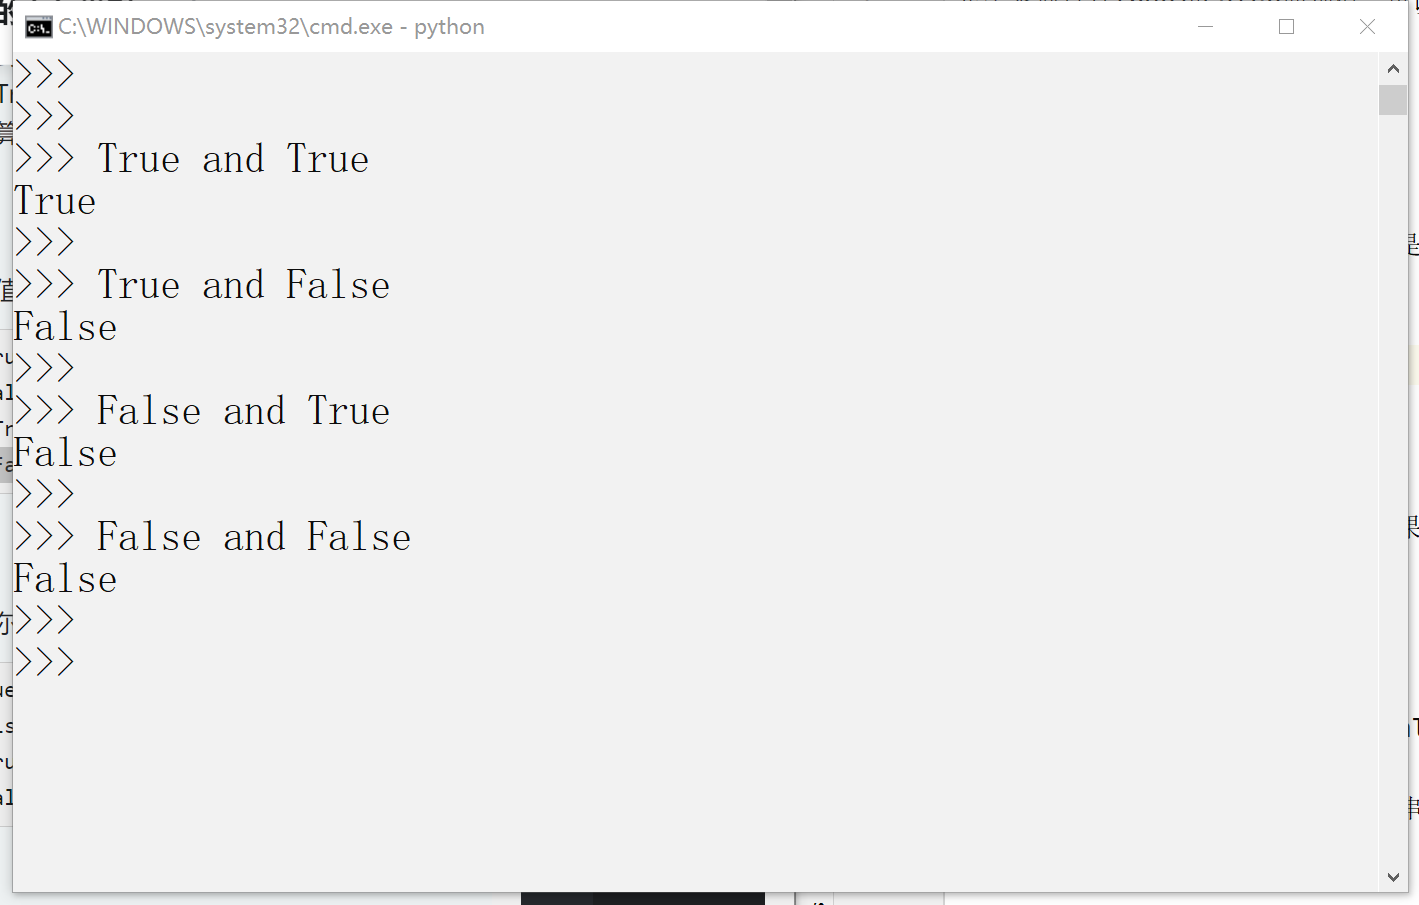 C:\WINDOWS\system32\cmd.exe - python
>>>
>>>
>>> True and True
True
>>>
>>> True and False
False
>>>
>>> False and True
False
>>>
>>> False and False
False
>>>
>>>